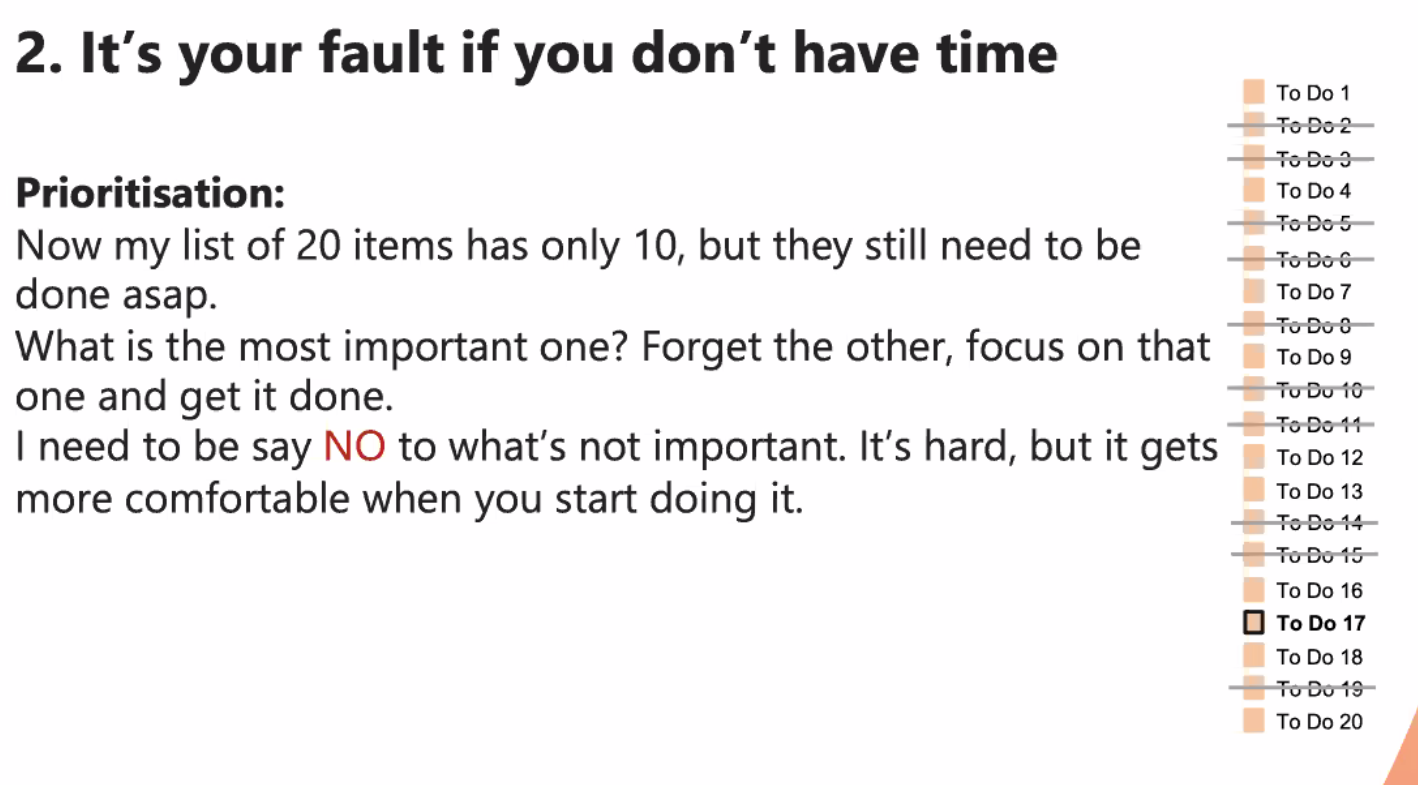 2. It’s your fault if you don’t have time
Prioritisation:
Now my list of 20 items has only 10, but they still need to be
done asap.
What is the most important one? Forget the other, focus on that
one and get it done.
I need to be say NO to what’s not important. It’s hard, but it gets
more comfortable when you start doing it.
To Do 1
To Do 2
To Do 3
To Do 4
To Do 5
To Do 6
To Do 7
To Do 8
To Do 9
To Do 10
To Do 11
To Do 12
To Do 13
To Do 14
To Do 15
To Do 16
To Do 17
To Do 18
To Do 19
To Do 20